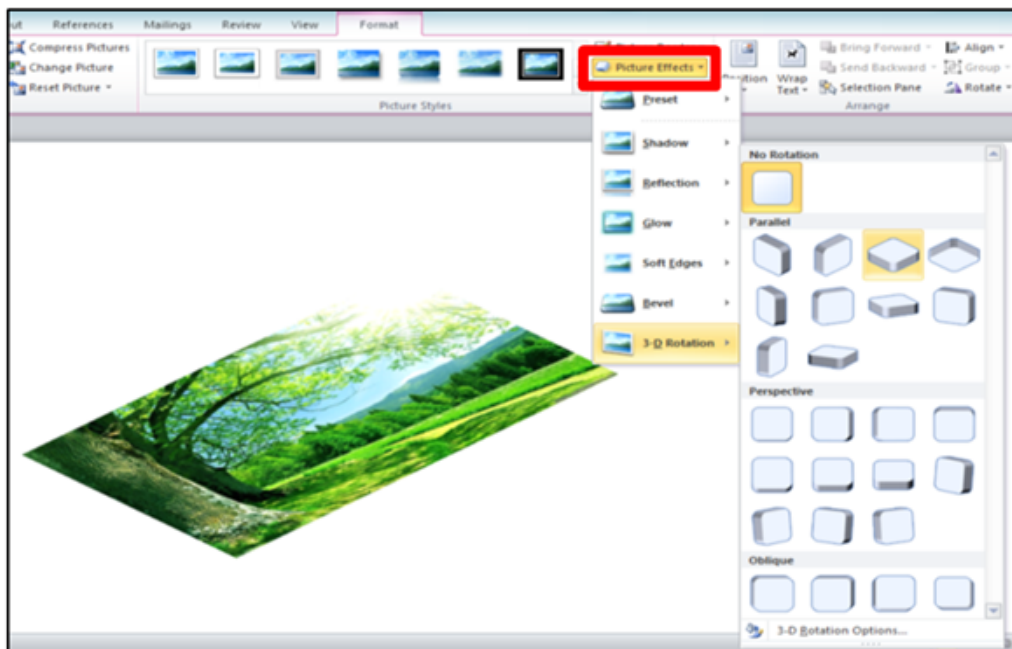 References Mailings Review View Format
Compress Pictures
Change Picture
Reset Picture
Picture Styles
Picture Effects
Wrap
Text
Bring Forward
Send Backward
Selection Pane
Align
Group
Rotate
Arrange
Preset
Shadow
Reflection
Glow
Soft Edges
Bevel
3-D Rotation
No Rotation
Parallel
Perspective
Oblique
3-D Rotation Options...